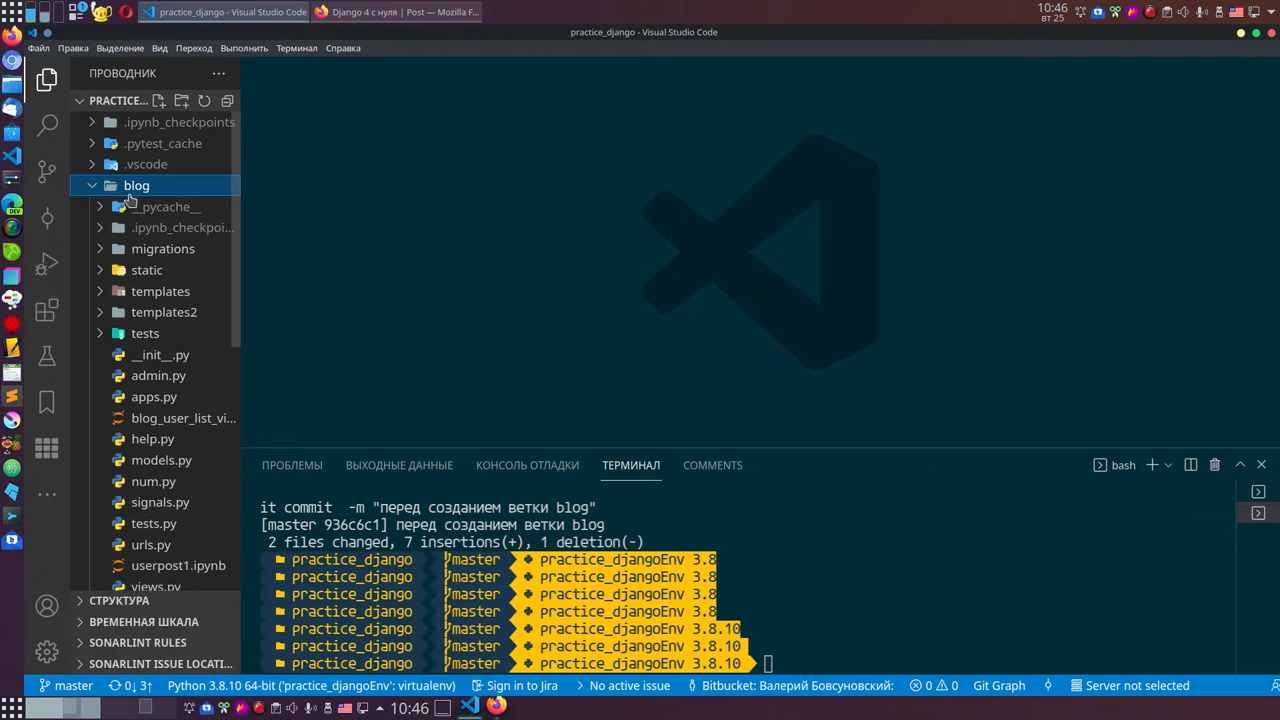 practice_django - Visual Studio Code
Django 4 с нуля | Post — Mozilla F...
10:46
вт 25
practice_django - Visual Studio Code
Файл Правка Выделение Вид Переход Выполнить Терминал Справка
ПРОВОДНИК
PRACTICE...
.ipynb_checkpoints
.pytest_cache
.vscode
blog
__pycache__
.ipynb_checkpoi...
migrations
static
templates
templates2
tests
__init__.py
admin.py
apps.py
blog_user_list_vi...
help.py
models.py
num.py
signals.py
tests.py
urls.py
userpost1.ipynb
views.py
СТРУКТУРА
ВРЕМЕННАЯ ШКАЛА
SONARLINT RULES
SONARLINT ISSUE LOCATI...
DEV
ПРОБЛЕМЫ ВЫХОДНЫЕ ДАННЫЕ КОНСОЛЬ ОТЛАДКИ ТЕРМИНАЛ COMMENTS
bash
it commit -m "перед созданием ветки blog"
[master 936c6c1] перед созданием ветки blog
2 files changed, 7 insertions(+), 1 deletion(-)
practice_django master practice_djangoEnv 3.8
practice_django master practice_djangoEnv 3.8
practice_django master practice_djangoEnv 3.8
practice_django master practice_djangoEnv 3.8
practice_django master practice_djangoEnv 3.8.10
practice_django master practice_djangoEnv 3.8.10
practice_django master practice_djangoEnv 3.8.10
master 0↓ 3↑ Python 3.8.10 64-bit ('practice_djangoEnv': virtualenv) Sign in to Jira No active issue Bitbucket: Валерий Бовсуновский: 0 0 Git Graph Server not selected
10:46